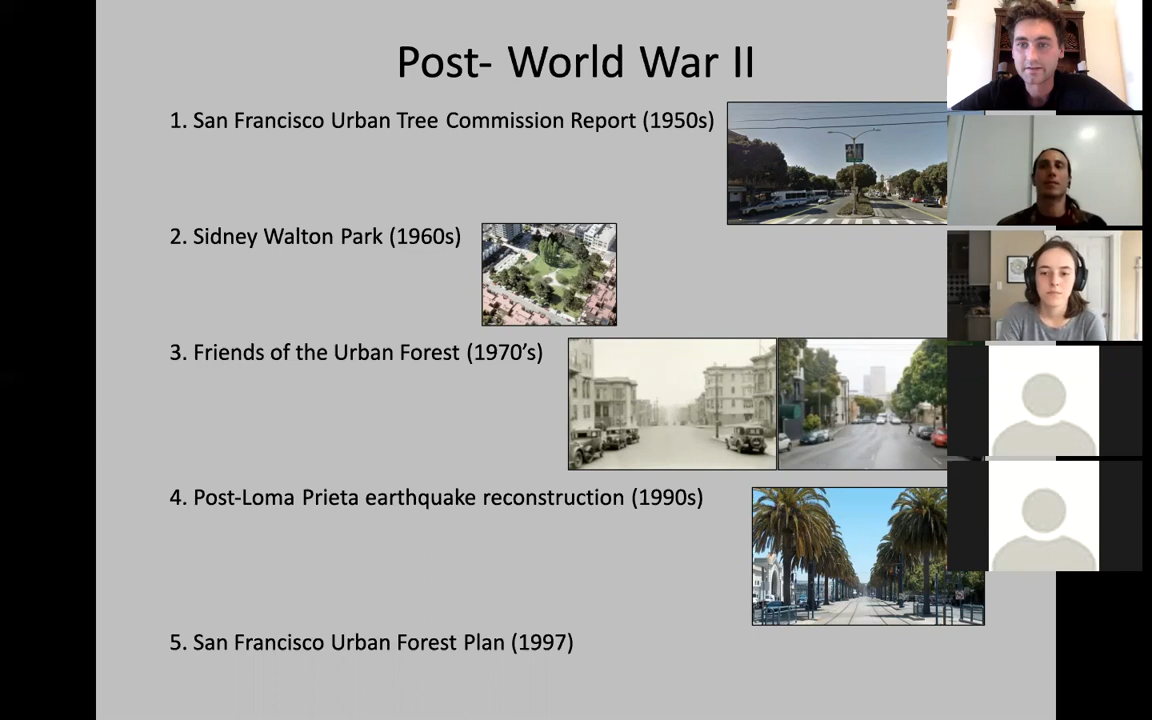 Post- World War II
1. San Francisco Urban Tree Commission Report (1950s)
2. Sidney Walton Park (1960s)
3. Friends of the Urban Forest (1970’s)
4. Post-Loma Prieta earthquake reconstruction (1990s)
5. San Francisco Urban Forest Plan (1997)